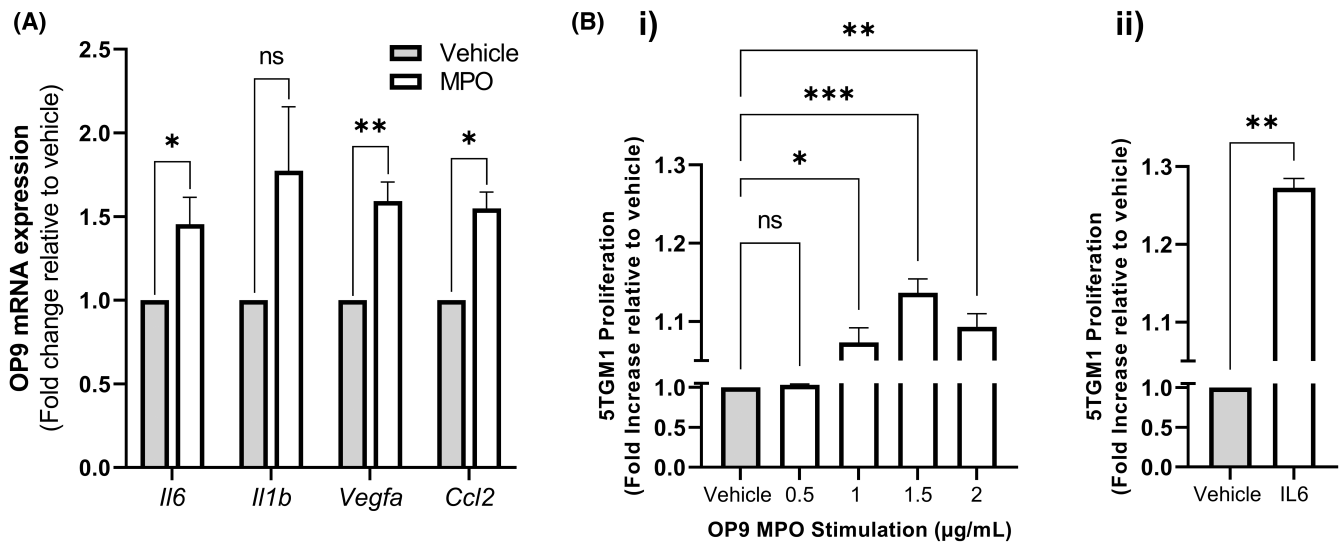 (A)
OP9 mRNA expression
(Fold change relative to vehicle)
2.5
2.0
1.5
1.0
0.5
0.0
Vehicle
MPO
*
ns
**
*
Il6
Il1b
Vegfa
Ccl2
(B)
i)
5TGM1 Proliferation
(Fold Increase relative to vehicle)
1.3
1.2
1.1
1.0
0.5
0.0
**
***
*
ns
Vehicle
0.5
1
1.5
2
OP9 MPO Stimulation (µg/mL)
ii)
5TGM1 Proliferation
(Fold Increase relative to vehicle)
1.3
1.2
1.1
1.0
0.5
0.0
**
Vehicle
IL6